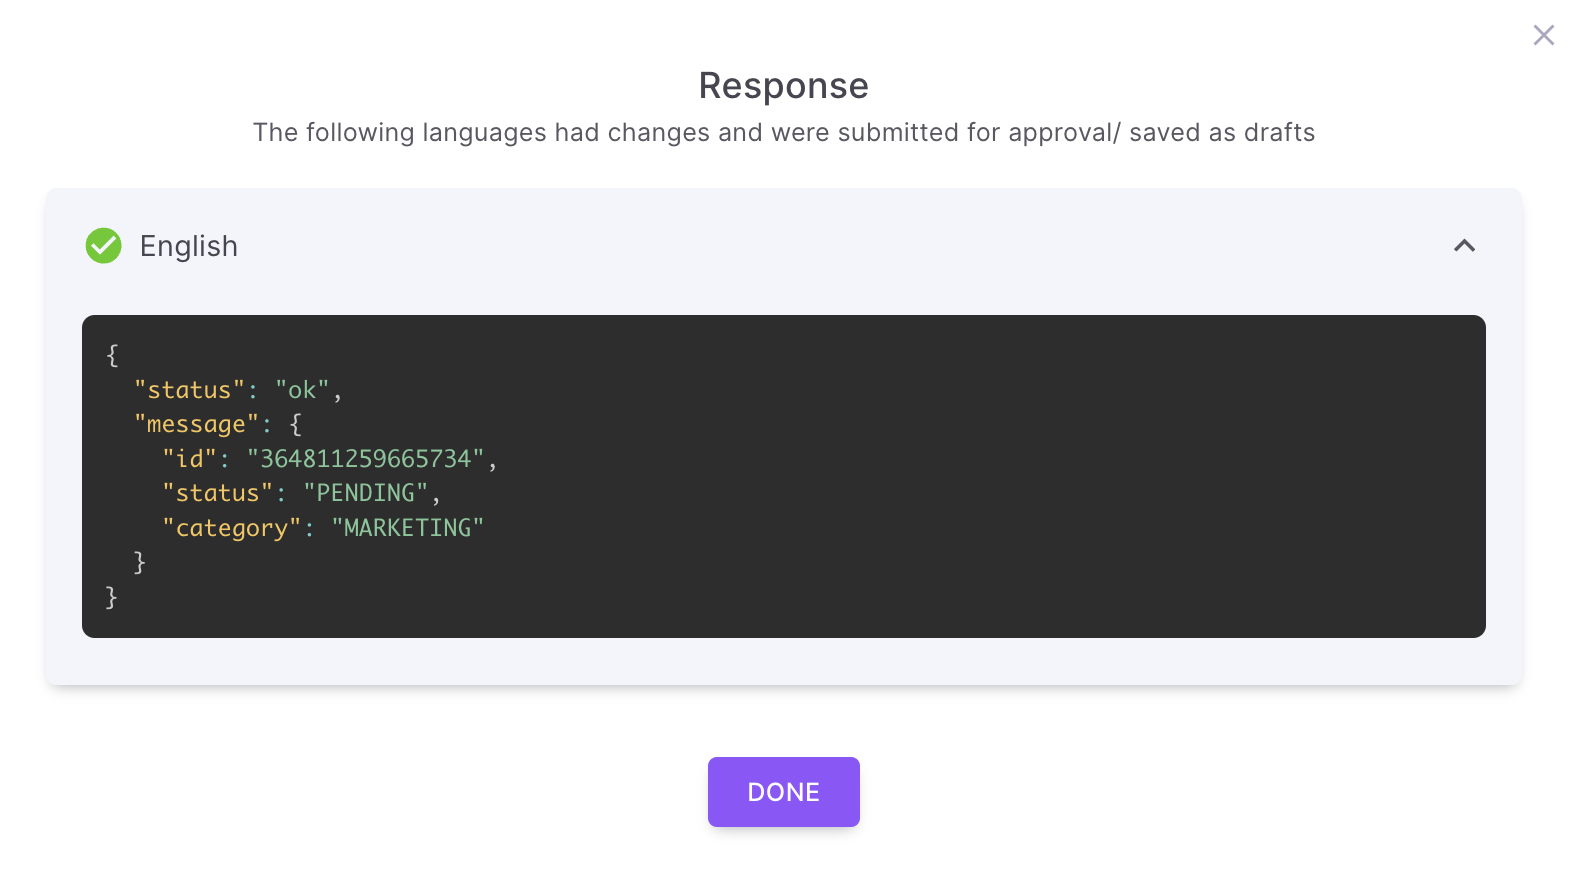 Response
The following languages had changes and were submitted for approval/ saved as drafts
English
{
  "status": "ok",
  "message": {
    "id": "364811259665734",
    "status": "PENDING",
    "category": "MARKETING"
  }
}
DONE